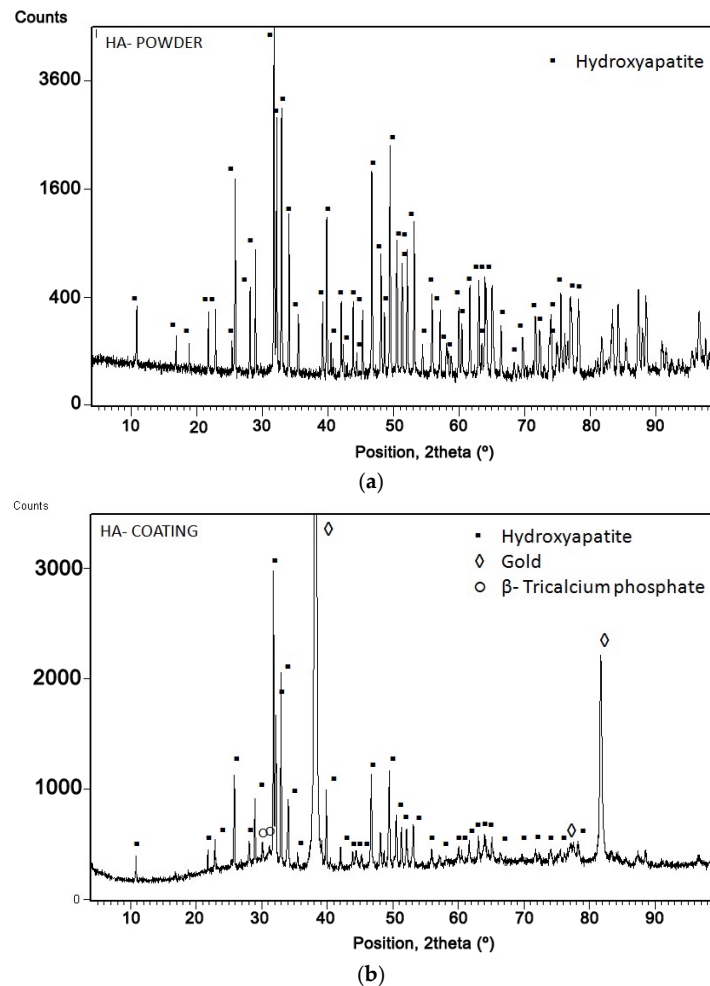 Counts
HA- POWDER
▪ Hydroxyapatite
3600
1600
400
0
10 20 30 40 50 60 70 80 90
Position, 2theta (º)
(a)
Counts
HA- COATING
▪ Hydroxyapatite
◊ Gold
○ β- Tricalcium phosphate
3000
2000
1000
0
10 20 30 40 50 60 70 80 90
Position, 2theta (º)
(b)